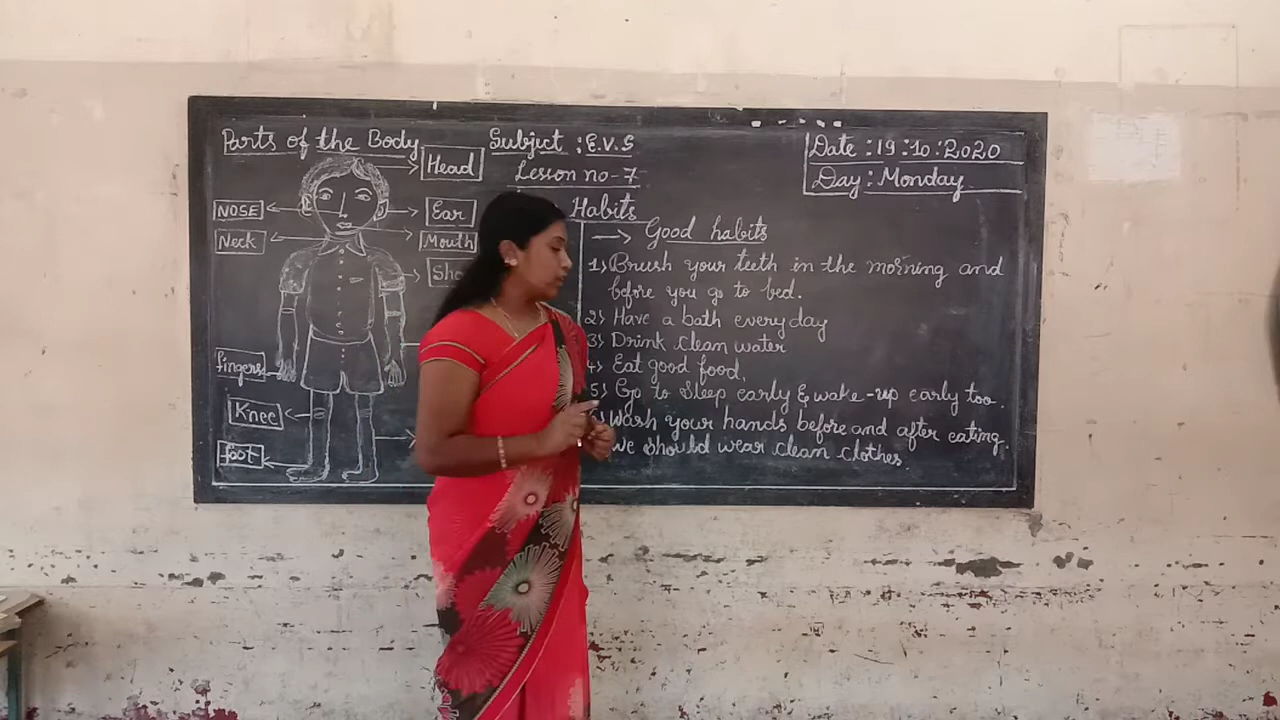 Parts of the Body
Head
NOSE
Ear
Neck
Mouth
fingers
Knee
foot
Subject : E.V.S
Lesson no-7
Date : 19:10:2020
Day : Monday
Habits
Good habits
1) Brush your teeth in the morning and
before you go to bed.
2) Have a bath everyday
3) Drink clean water
4) Eat good food.
5) Go to sleep early & wake-up early too.
Wash your hands before and after eating.
we should wear clean clothes.